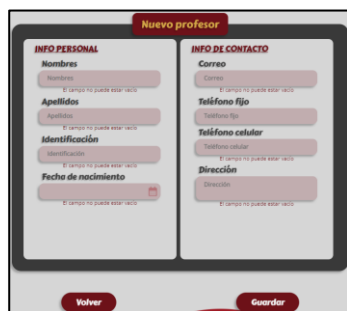 Nuevo profesor
INFO PERSONAL
Nombres
Nombres
El campo no puede estar vacío
Apellidos
Apellidos
El campo no puede estar vacío
Identificación
Identificación
El campo no puede estar vacío
Fecha de nacimiento
El campo no puede estar vacío
INFO DE CONTACTO
Correo
Correo
El campo no puede estar vacío
Teléfono fijo
Teléfono fijo
Teléfono celular
Teléfono celular
El campo no puede estar vacío
Dirección
Dirección
El campo no puede estar vacío
Volver
Guardar